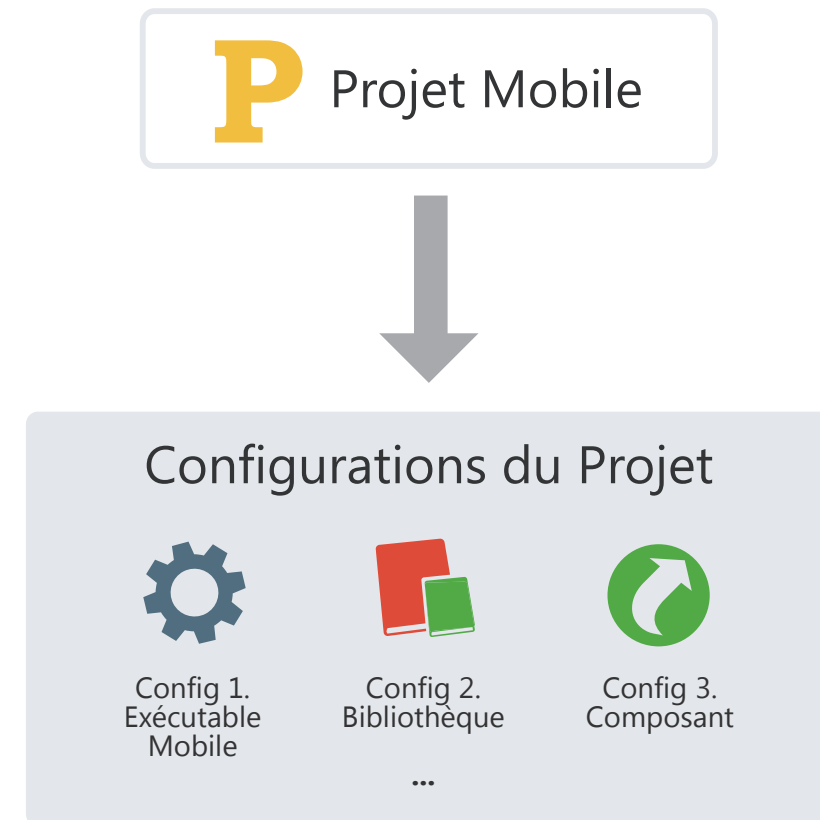 P Projet Mobile
Configurations du Projet
Config 1.
Exécutable
Mobile
Config 2.
Bibliothèque
Config 3.
Composant
...